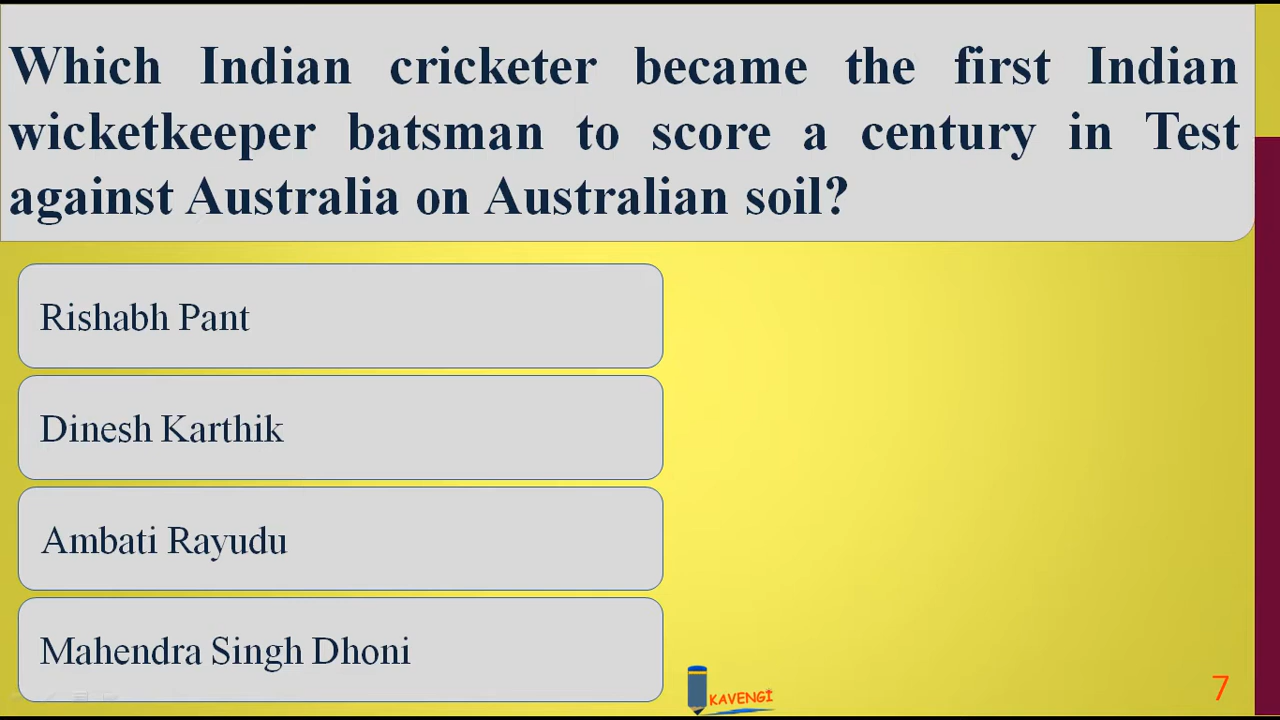 Which Indian cricketer became the first Indian
wicketkeeper batsman to score a century in Test
against Australia on Australian soil?
Rishabh Pant
Dinesh Karthik
Ambati Rayudu
Mahendra Singh Dhoni
KAVENGI
7